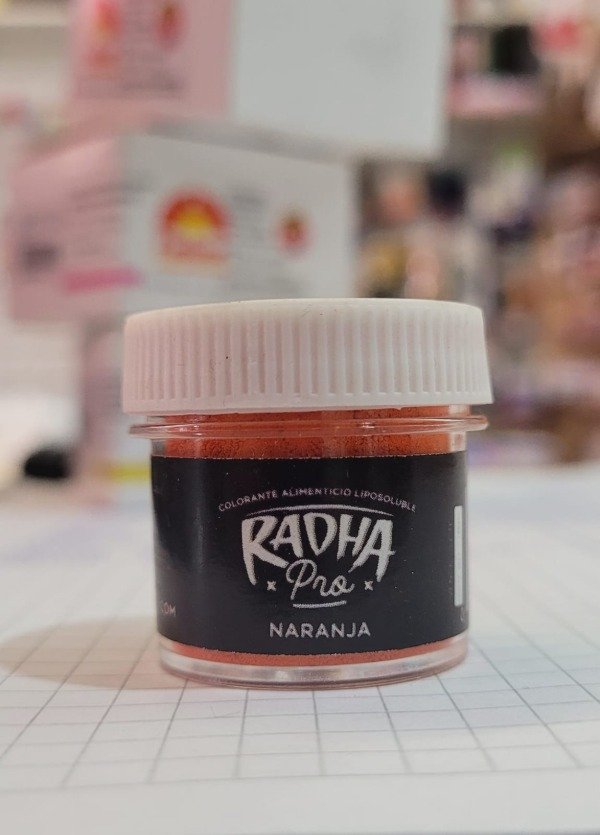 COLORANTE ALIMENTICIO LIPOSOLUBLE
RADHA
Pro
NARANJA